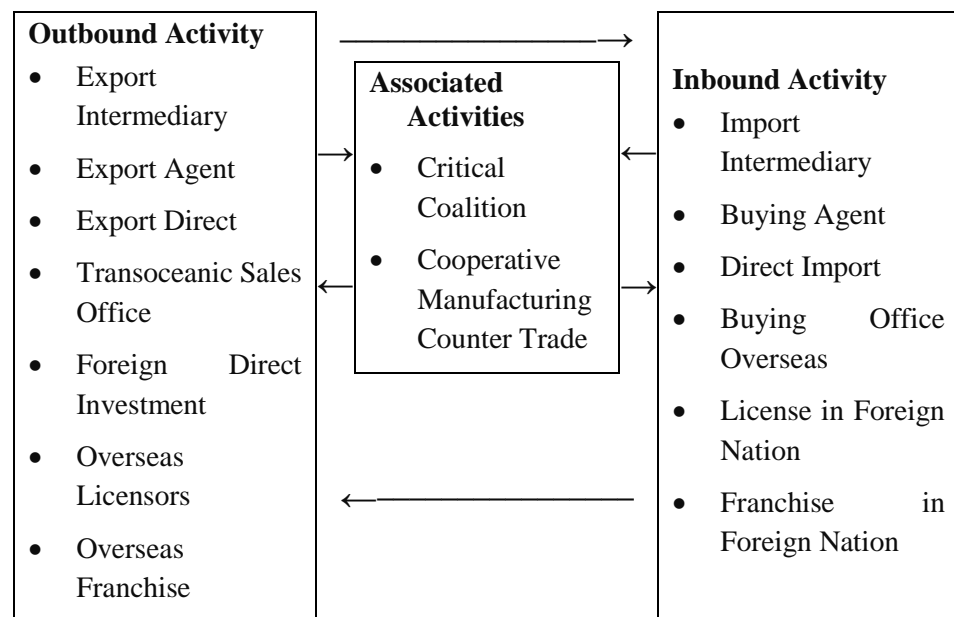 Outbound Activity
• Export
Intermediary
• Export Agent
• Export Direct
• Transoceanic Sales
Office
• Foreign Direct
Investment
• Overseas
Licensors
• Overseas
Franchise
Associated
Activities
• Critical
Coalition
• Cooperative
Manufacturing
Counter Trade
Inbound Activity
• Import
Intermediary
• Buying Agent
• Direct Import
• Buying Office
Overseas
• License in Foreign
Nation
• Franchise in
Foreign Nation